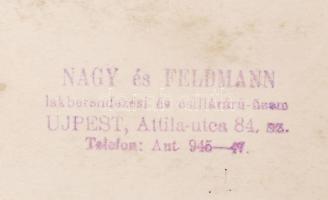 NAGY és FELDMANN
lakberendezési és csillárárú-üzem
UJPEST, Attila-utca 84. sz.
Telefon: Aut 945—47.